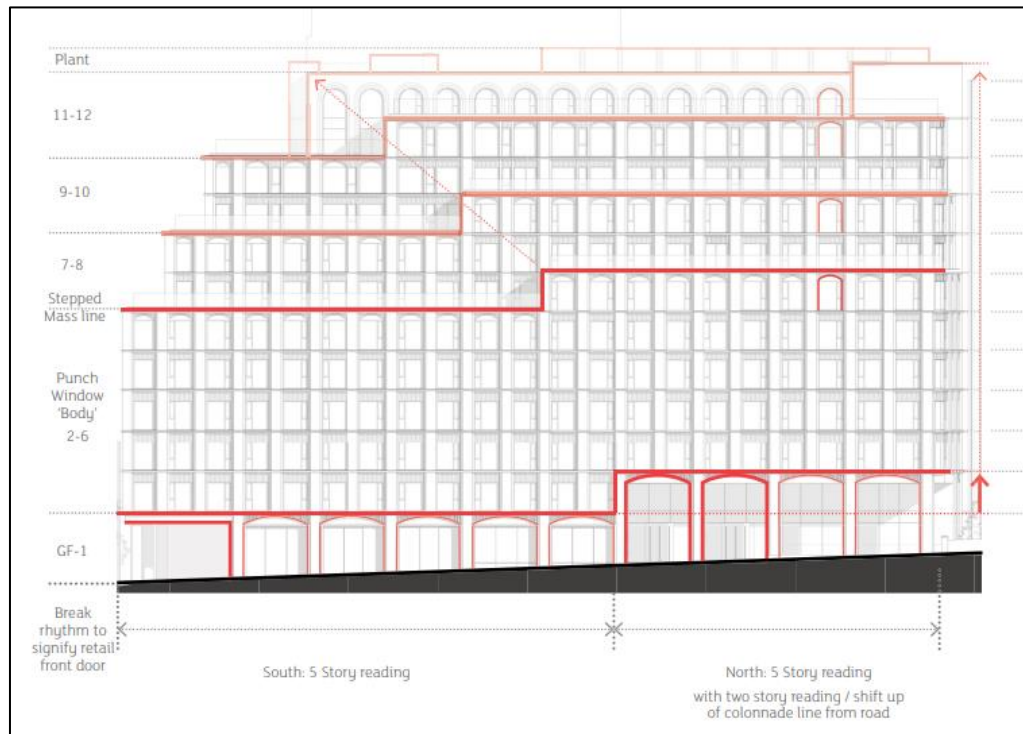 Plant
11-12
9-10
7-8
Stepped
Mass line
Punch
Window
'Body'
2-6
GF-1
Break
rhythm to
signify retail
front door
South: 5 Story reading
North: 5 Story reading
with two story reading / shift up
of colonnade line from road